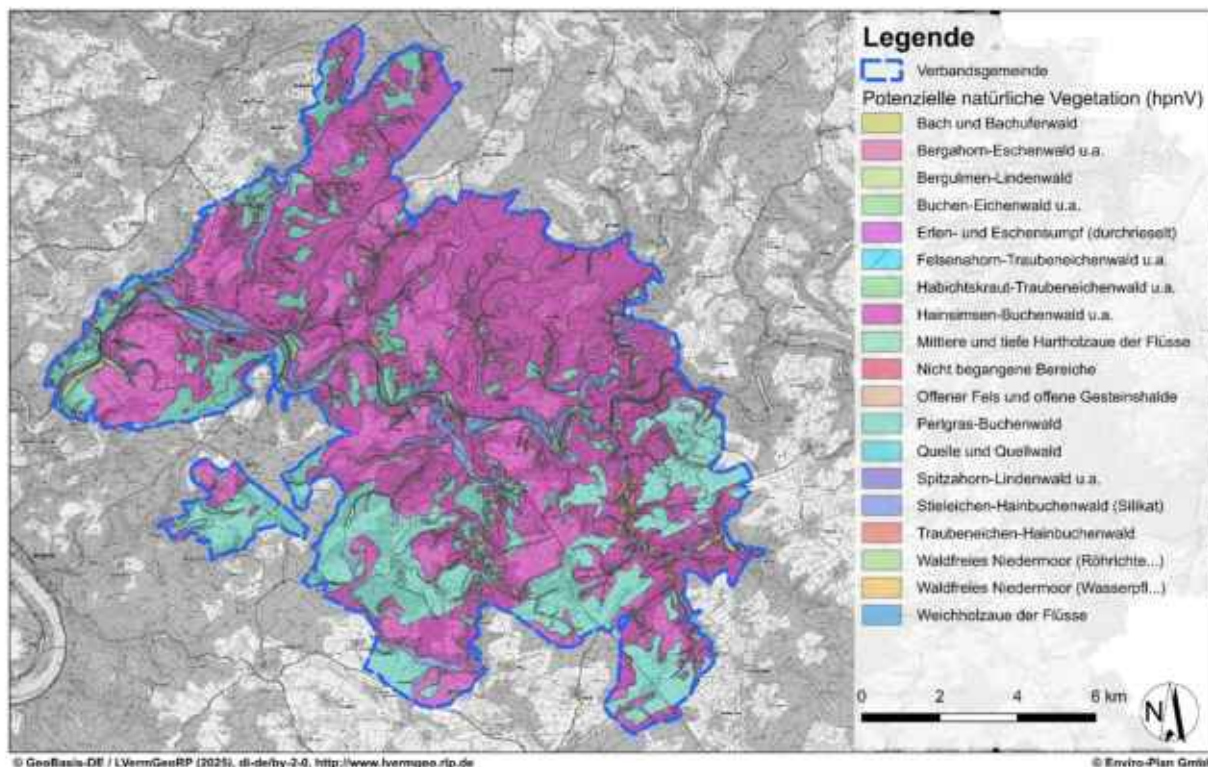 Legende
Verbandsgemeinde
Potenzielle natürliche Vegetation (hpnV)
Bach und Bachuferwald
Bergahorn-Eschenwald u.a.
Bergulmen-Lindenwald
Buchen-Eichenwald u.a.
Erlen- und Eschensumpf (durchrieselt)
Felsenahorn-Traubeneichenwald u.a.
Habichtskraut-Traubeneichenwald u.a.
Hainsimsen-Buchenwald u.a.
Mittlere und tiefe Hartholzaue der Flüsse
Nicht begangene Bereiche
Offener Fels und offene Gesteinshalde
Perlgras-Buchenwald
Quelle und Quellwald
Spitzahorn-Lindenwald u.a.
Stieleichen-Hainbuchenwald (Silikat)
Traubeneichen-Hainbuchenwald
Waldfreies Niedermoor (Röhrichte...)
Waldfreies Niedermoor (Wasserpfl...)
Weichholzaue der Flüsse
0 2 4 6 km
N
© GeoBasis-DE / LVermGeoRP (2025), dl-de/by-2-0, http://www.lvermgeo.rlp.de
© Enviro-Plan GmbH